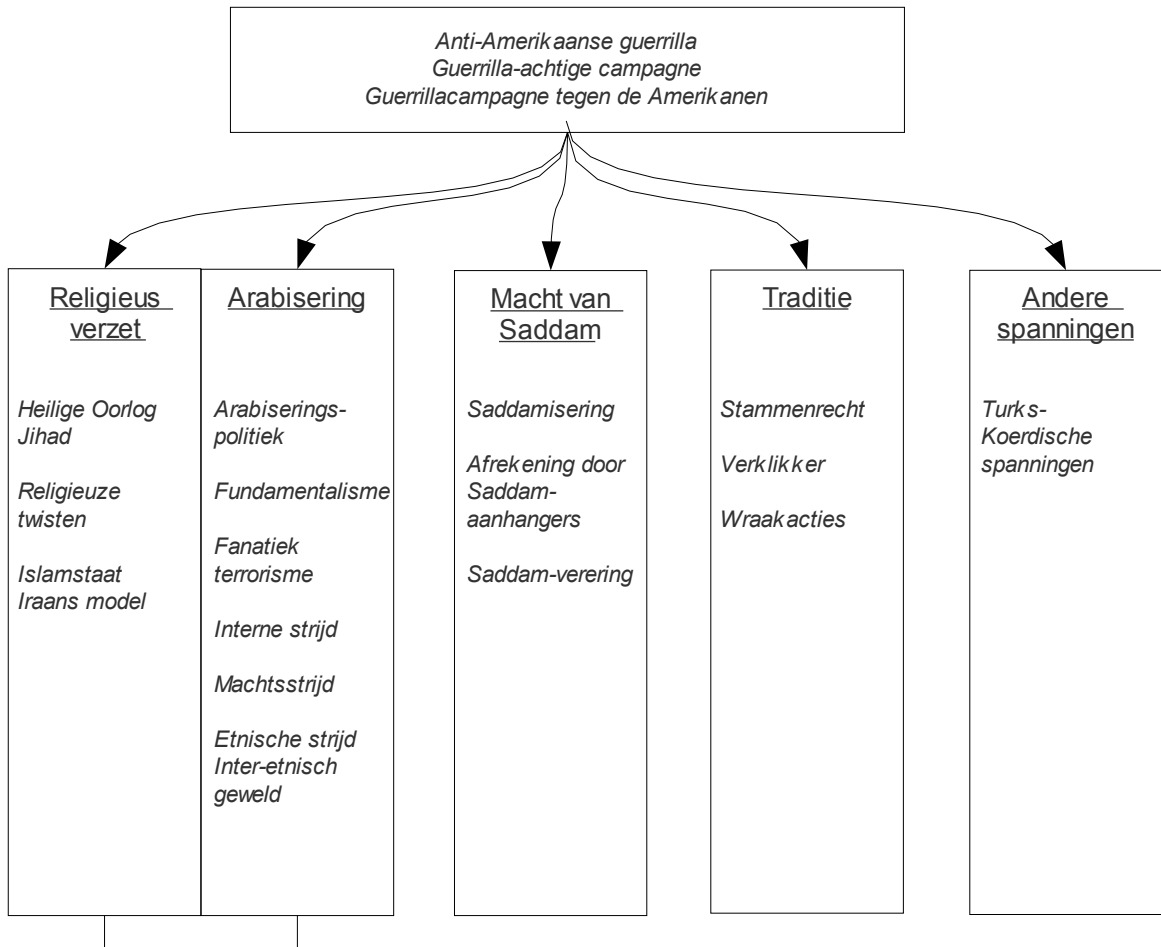 Anti-Amerikaanse guerrilla
Guerrilla-achtige campagne
Guerrillacampagne tegen de Amerikanen
Religieus
verzet
Heilige Oorlog
Jihad
Religieuze
twisten
Islamstaat
Iraans model
Arabisering
Arabiserings-
politiek
Fundamentalisme
Fanatiek
terrorisme
Interne strijd
Machtsstrijd
Etnische strijd
Inter-etnisch
geweld
Macht van
Saddam
Saddamisering
Afrekening door
Saddam-
aanhangers
Saddam-verering
Traditie
Stammenrecht
Verklikker
Wraakacties
Andere
spanningen
Turks-
Koerdische
spanningen